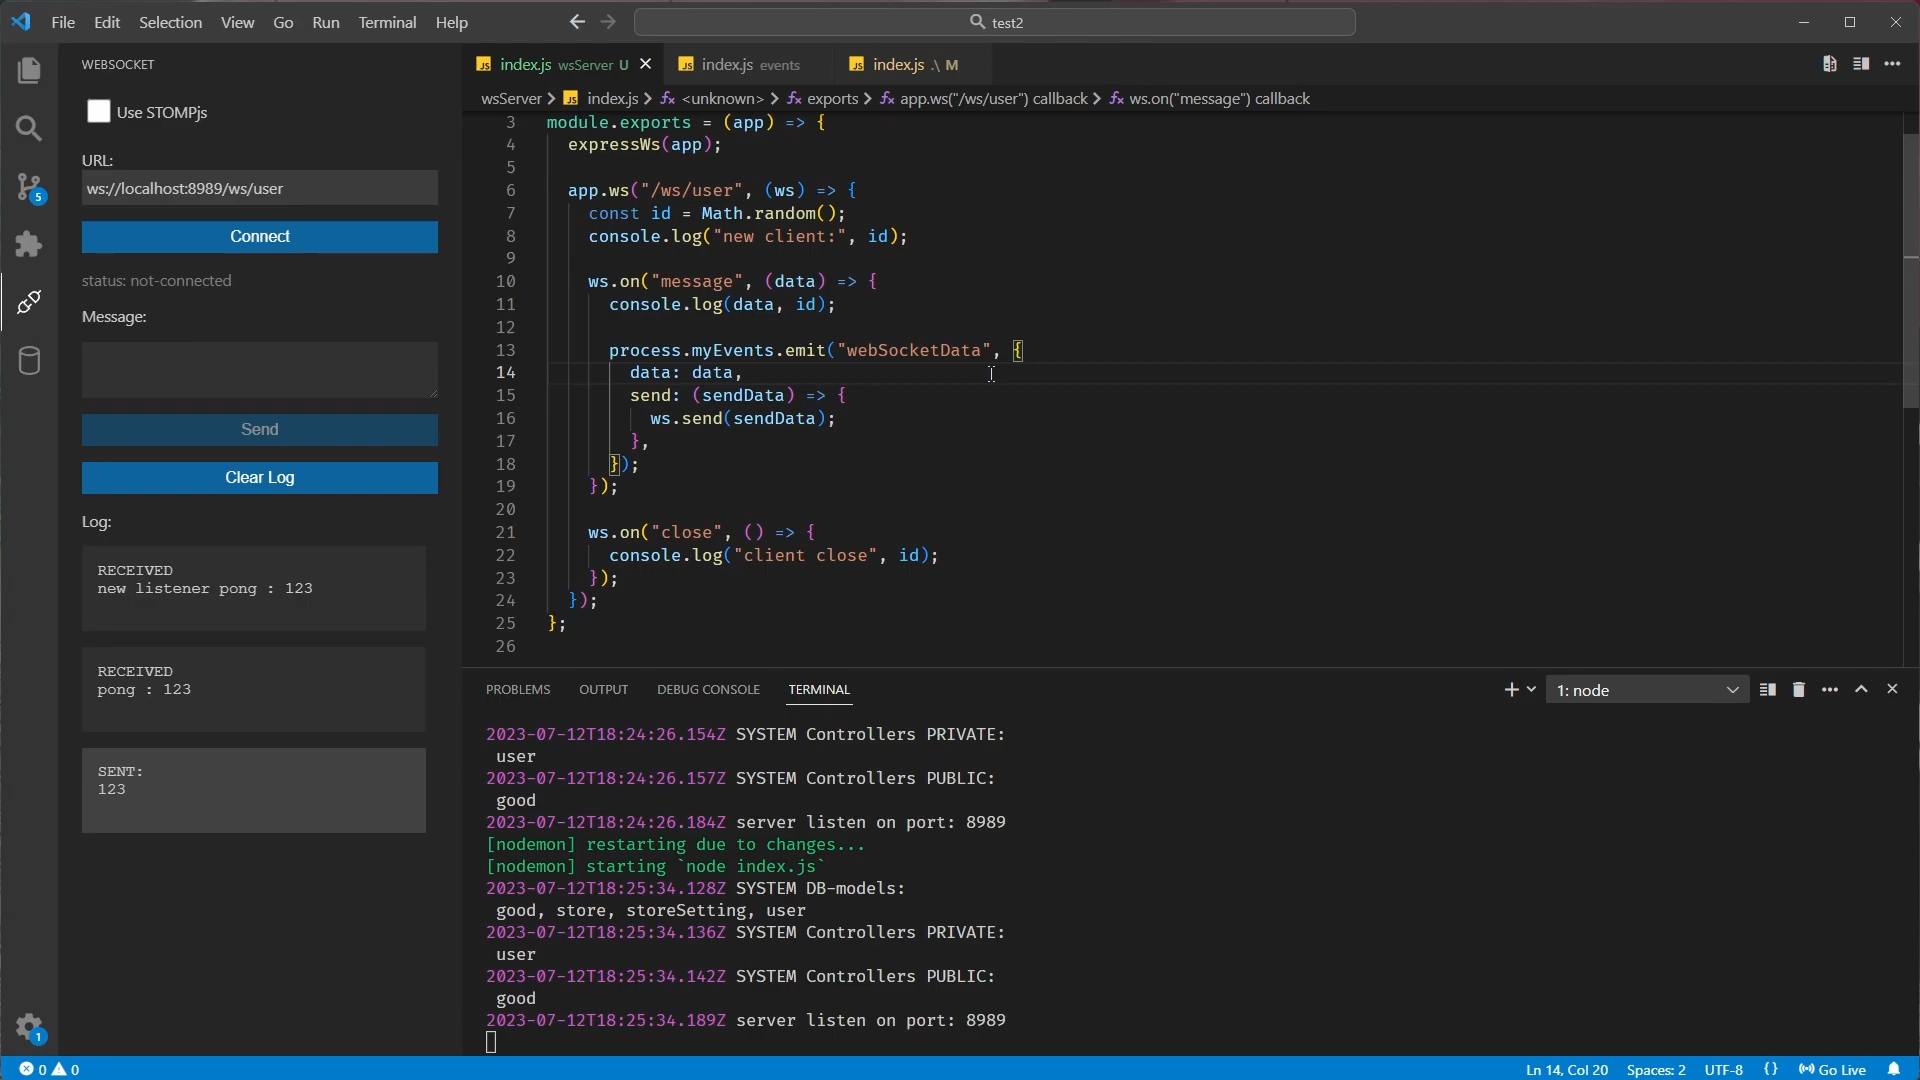 File Edit Selection View Go Run Terminal Help
test2
WEBSOCKET
Use STOMPjs
URL:
ws://localhost:8989/ws/user
Connect
status: not-connected
Message:
Send
Clear Log
Log:
RECEIVED
new listener pong : 123
RECEIVED
pong : 123
SENT:
123
5
1
index.js wsServer U
index.js events
index.js .\ M
wsServer > index.js > <unknown> > exports > app.ws("/ws/user") callback > ws.on("message") callback
3 module.exports = (app) => {
4 expressWs(app);
5
6 app.ws("/ws/user", (ws) => {
7 const id = Math.random();
8 console.log("new client:", id);
9
10 ws.on("message", (data) => {
11 console.log(data, id);
12
13 process.myEvents.emit("webSocketData", {
14 data: data,
15 send: (sendData) => {
16 ws.send(sendData);
17 },
18 });
19 });
20
21 ws.on("close", () => {
22 console.log("client close", id);
23 });
24 });
25 };
26
PROBLEMS OUTPUT DEBUG CONSOLE TERMINAL
1: node
2023-07-12T18:24:26.154Z SYSTEM Controllers PRIVATE:
user
2023-07-12T18:24:26.157Z SYSTEM Controllers PUBLIC:
good
2023-07-12T18:24:26.184Z server listen on port: 8989
[nodemon] restarting due to changes...
[nodemon] starting `node index.js`
2023-07-12T18:25:34.128Z SYSTEM DB-models:
good, store, storeSetting, user
2023-07-12T18:25:34.136Z SYSTEM Controllers PRIVATE:
user
2023-07-12T18:25:34.142Z SYSTEM Controllers PUBLIC:
good
2023-07-12T18:25:34.189Z server listen on port: 8989
0 0
Ln 14, Col 20 Spaces: 2 UTF-8 {} Go Live